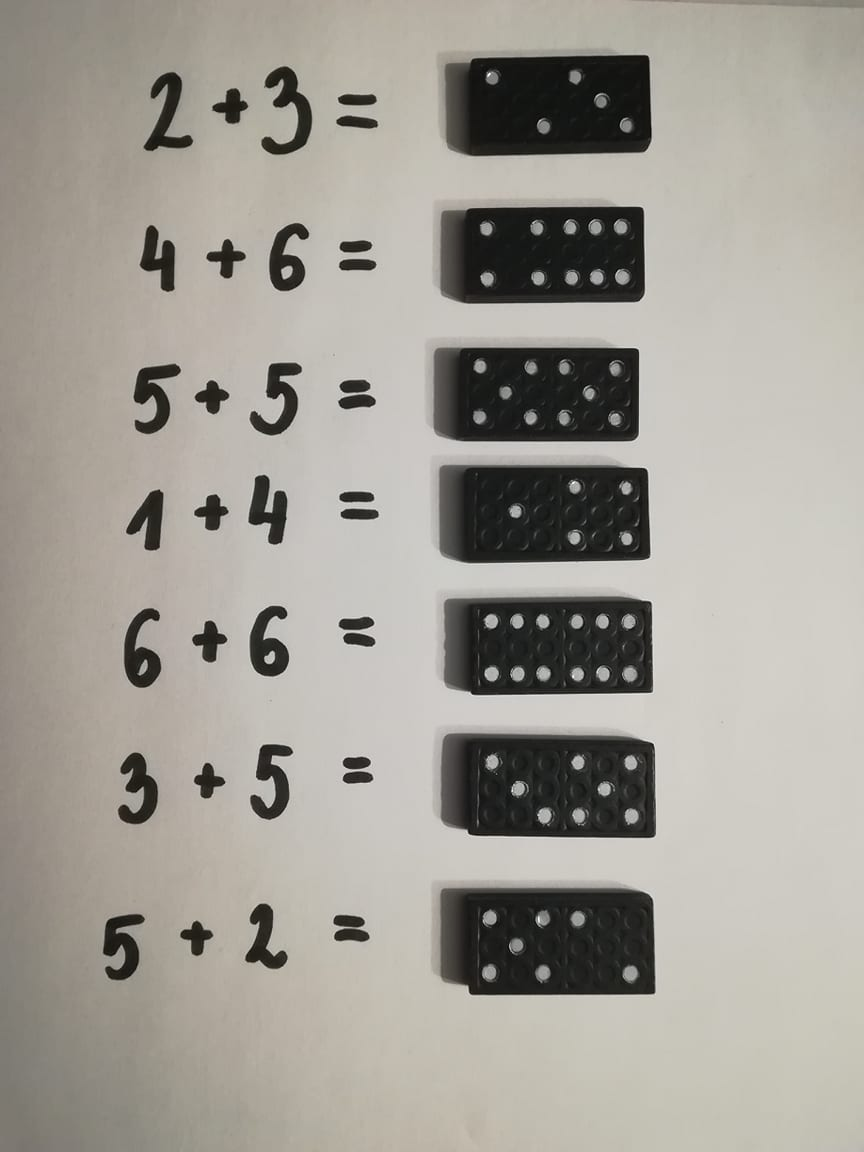 2 + 3 =
4 + 6 =
5 + 5 =
1 + 4 =
6 + 6 =
3 + 5 =
5 + 2 =